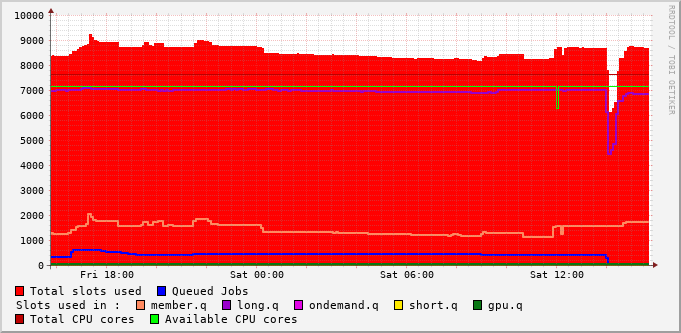 10000
9000
8000
7000
6000
5000
4000
3000
2000
1000
0
Fri 18:00 Sat 00:00 Sat 06:00 Sat 12:00
Total slots used Queued Jobs
Slots used in : member.q long.q ondemand.q short.q gpu.q
Total CPU cores Available CPU cores
RRDTOOL / TOBI OETIKER